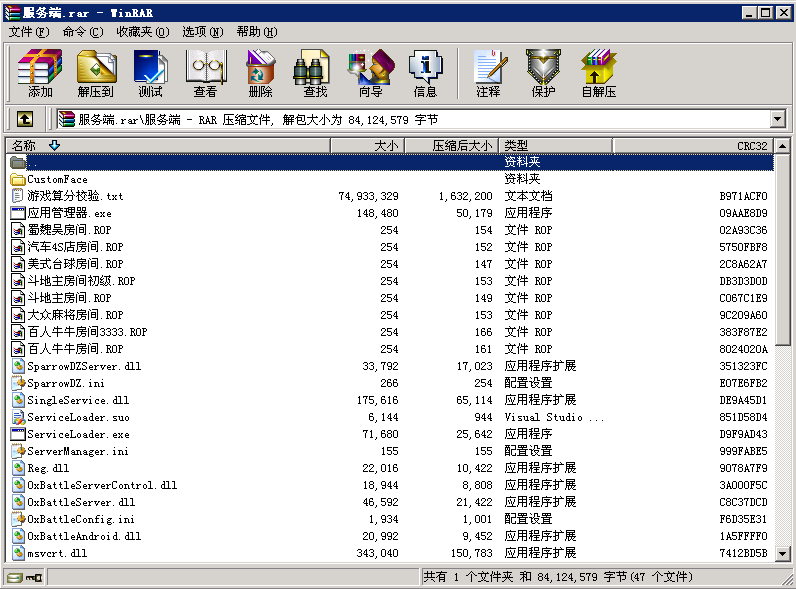 服务端.rar - WinRAR
文件(F) 命令(C) 收藏夹(O) 选项(N) 帮助(H)
添加 解压到 测试 查看 删除 查找 向导 信息 注释 保护 自解压
服务端.rar\服务端 - RAR 压缩文件, 解包大小为 84,124,579 字节
名称 大小 压缩后大小 类型 CRC32
.. 资料夹
CustomFace 资料夹
游戏算分校验.txt 74,933,329 1,632,200 文本文档 B971ACF0
应用管理器.exe 148,480 50,179 应用程序 09AAE8D9
蜀魏吴房间.ROP 254 154 文件 ROP 02A93C36
汽车4S店房间.ROP 254 152 文件 ROP 5750FBF8
美式台球房间.ROP 254 147 文件 ROP 2C8A62A7
斗地主房间初级.ROP 254 153 文件 ROP DB3D3D0D
斗地主房间.ROP 254 149 文件 ROP C067C1E9
大众麻将房间.ROP 254 153 文件 ROP 9C209A60
百人牛牛房间3333.ROP 254 166 文件 ROP 383F87E2
百人牛牛房间.ROP 254 161 文件 ROP 8024020A
SparrowDZServer.dll 33,792 17,023 应用程序扩展 351323FC
SparrowDZ.ini 266 254 配置设置 E07E6FB2
SingleService.dll 175,616 65,114 应用程序扩展 DE9A45D1
ServiceLoader.suo 6,144 944 Visual Studio ... 851D58D4
ServiceLoader.exe 71,680 25,642 应用程序 D9F9AD43
ServerManager.ini 155 155 配置设置 999FABE5
Reg.dll 22,016 10,422 应用程序扩展 9078A7F9
OxBattleServerControl.dll 18,944 8,808 应用程序扩展 3A000F5C
OxBattleServer.dll 46,592 21,422 应用程序扩展 C8C37DCD
OxBattleConfig.ini 1,934 1,001 配置设置 F6D35E31
OxBattleAndroid.dll 20,992 9,452 应用程序扩展 1A5FFFF0
msvcrt.dll 343,040 150,783 应用程序扩展 7412BD5B
共有 1 个文件夹 和 84,124,579 字节(47 个文件)